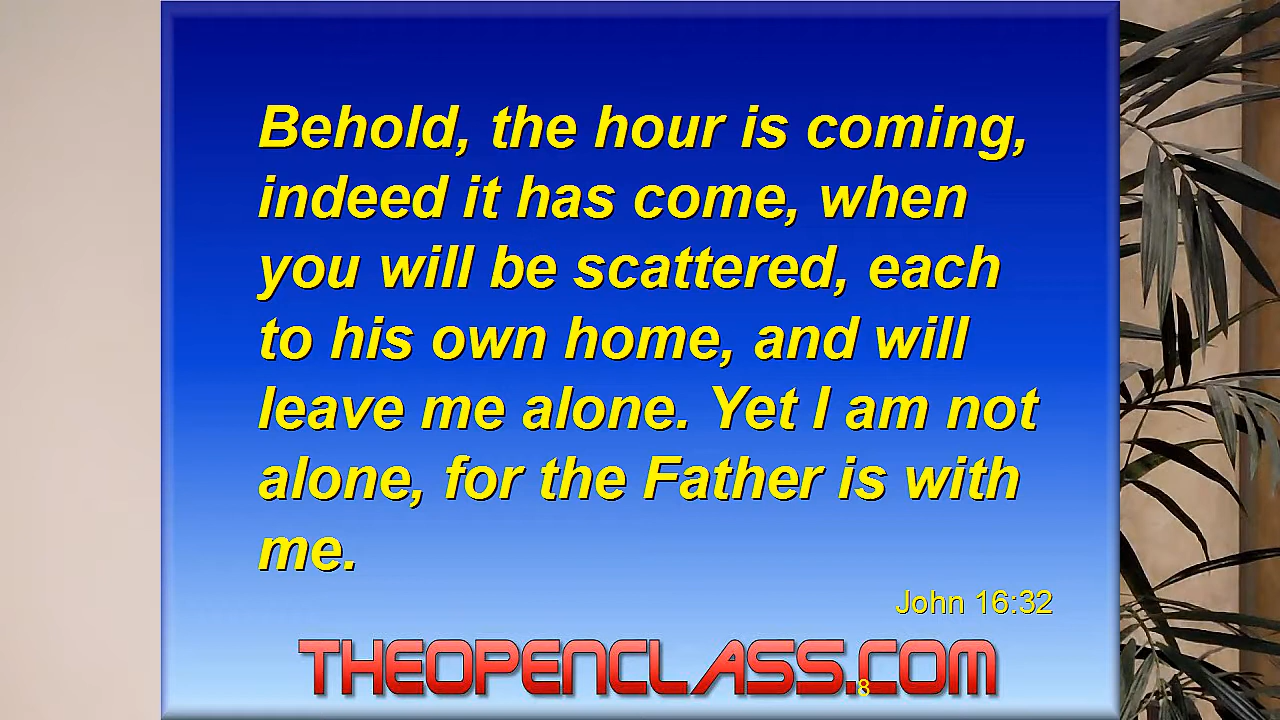 Behold, the hour is coming,
indeed it has come, when
you will be scattered, each
to his own home, and will
leave me alone. Yet I am not
alone, for the Father is with
me.
John 16:32
THEOPENCLASS.COM
8